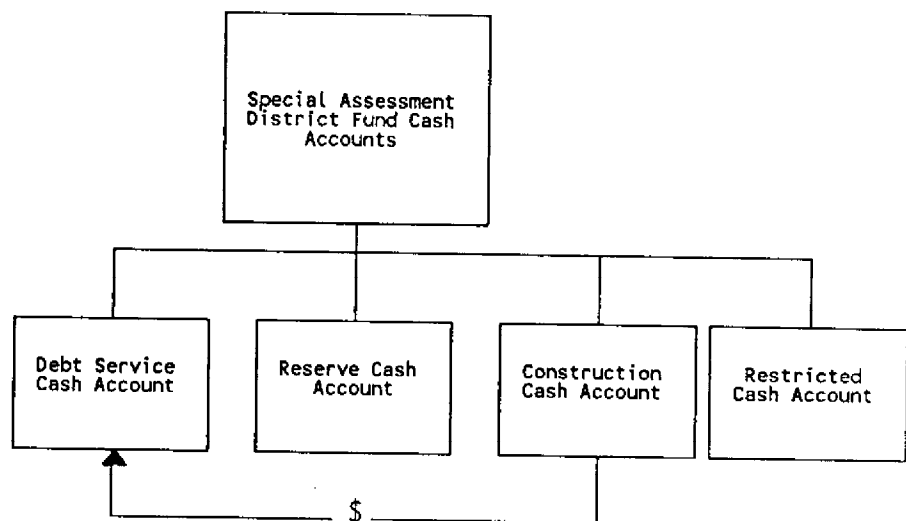 Special Assessment
District Fund Cash
Accounts
Debt Service
Cash Account
Reserve Cash
Account
Construction
Cash Account
Restricted
Cash Account
$